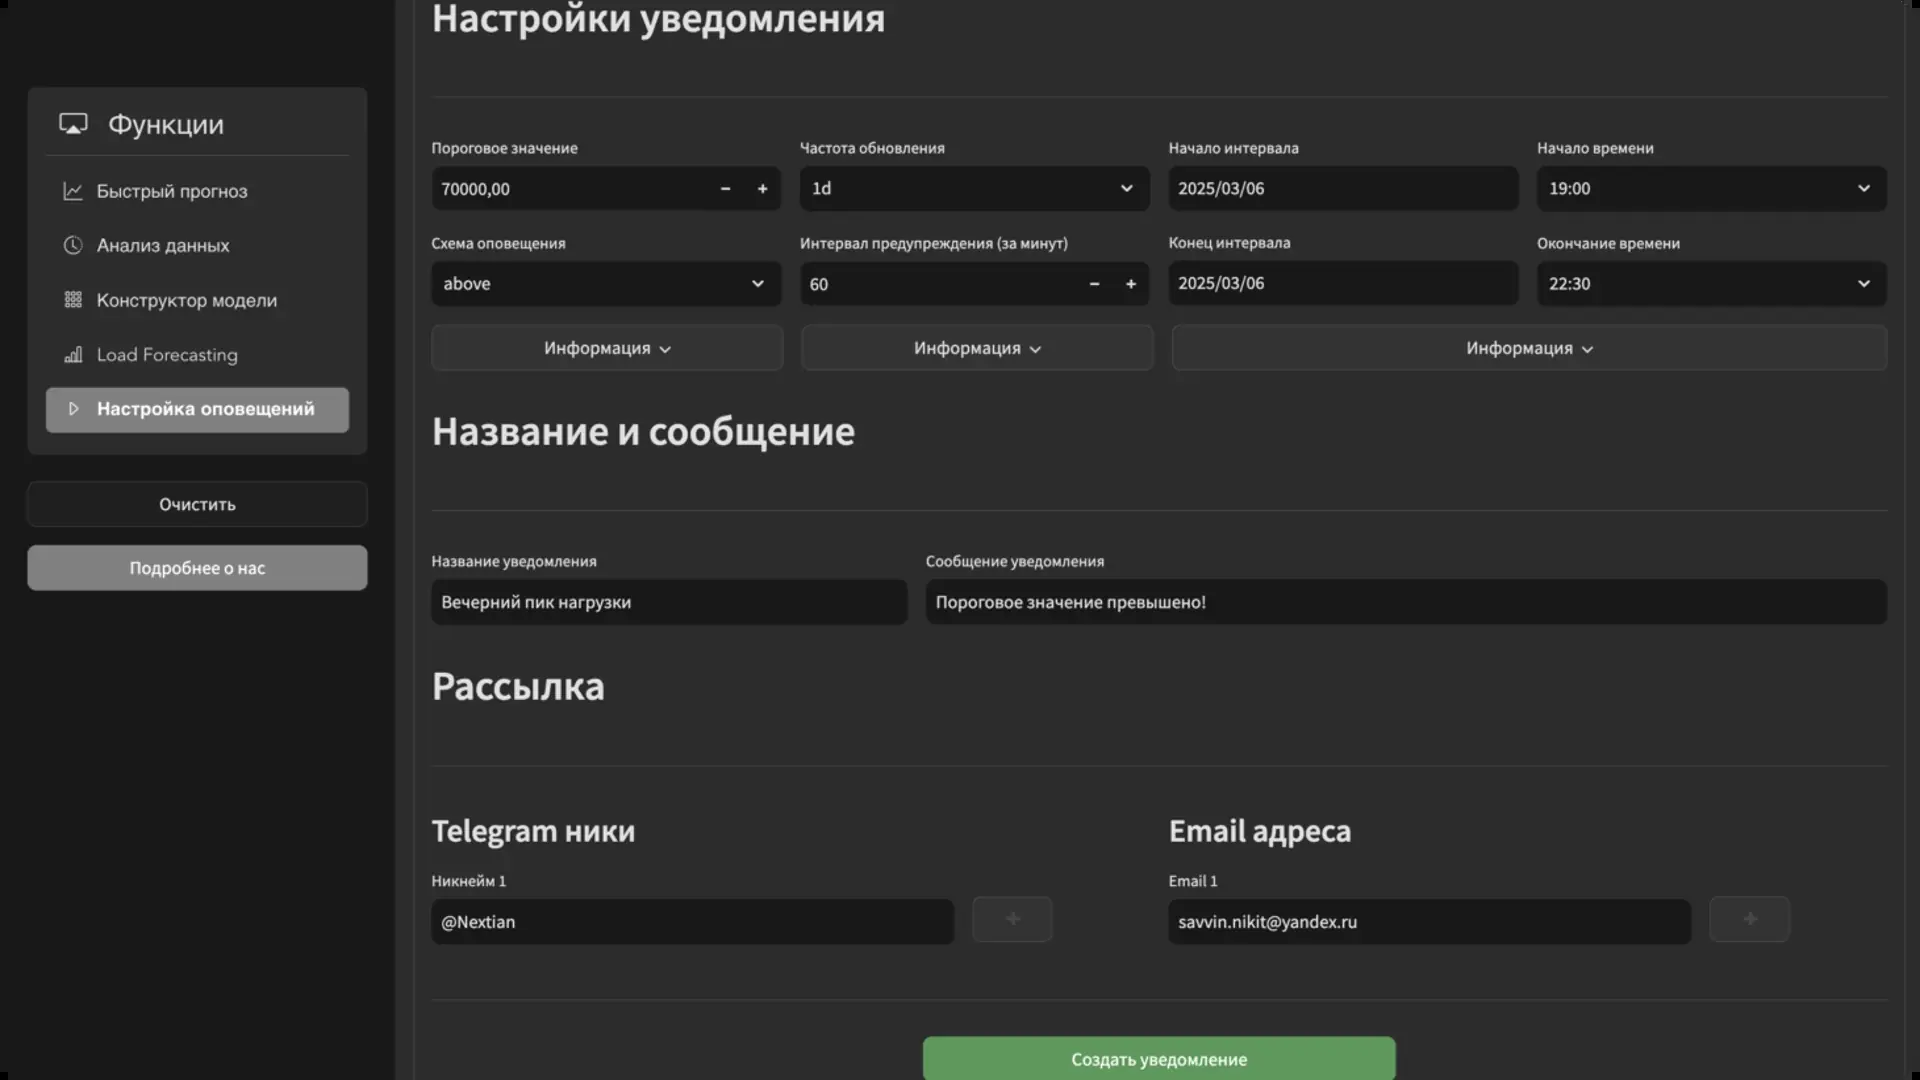 Функции
Быстрый прогноз
Анализ данных
Конструктор модели
Load Forecasting
Настройка оповещений
Очистить
Подробнее о нас
Настройки уведомления
Пороговое значение
70000,00
Частота обновления
1d
Начало интервала
2025/03/06
Начало времени
19:00
Схема оповещения
above
Интервал предупреждения (за минут)
60
Конец интервала
2025/03/06
Окончание времени
22:30
Информация
Информация
Информация
Название и сообщение
Название уведомления
Вечерний пик нагрузки
Сообщение уведомления
Пороговое значение превышено!
Рассылка
Telegram ники
Никнейм 1
@Nextian
Email адреса
Email 1
savvin.nikit@yandex.ru
Создать уведомление